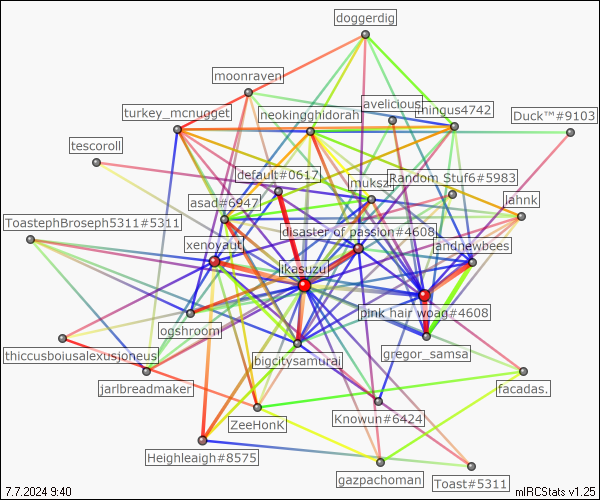 doggerdig
moonraven
turkey_mcnugget
neokingghidorah
avelicious
mingus4742
Duck™#9103
tescoroll
default#0617
mukszi
Random Stuf6#5983
asad#6947
lahnk
ToastephBroseph5311#5311
disaster of passion#4608
xenoyaut
andnewbees
ikasuzu
ogshroom
pink hair woag#4608
thiccusboiusalexusjoneus
bigcitysamurai
gregor_samsa
jarlbreadmaker
facadas.
ZeeHonk
Knowun#6424
Heighleaigh#8575
gazpachoman
Toast#5311
7.7.2024 9:40
mIRCStats v1.25